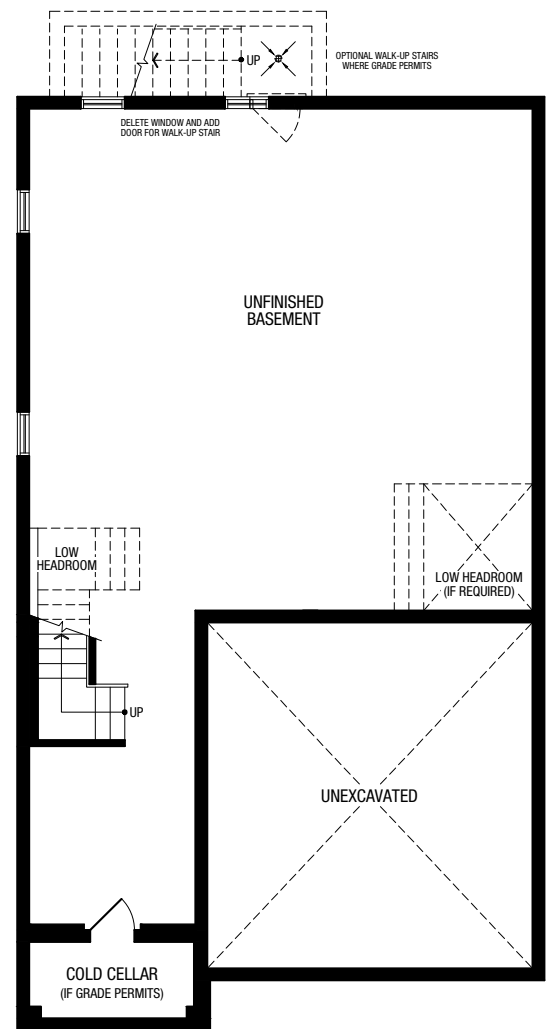 UP
OPTIONAL WALK-UP STAIRS
WHERE GRADE PERMITS
DELETE WINDOW AND ADD
DOOR FOR WALK-UP STAIR
UNFINISHED
BASEMENT
LOW
HEADROOM
LOW HEADROOM
(IF REQUIRED)
UP
UNEXCAVATED
COLD CELLAR
(IF GRADE PERMITS)